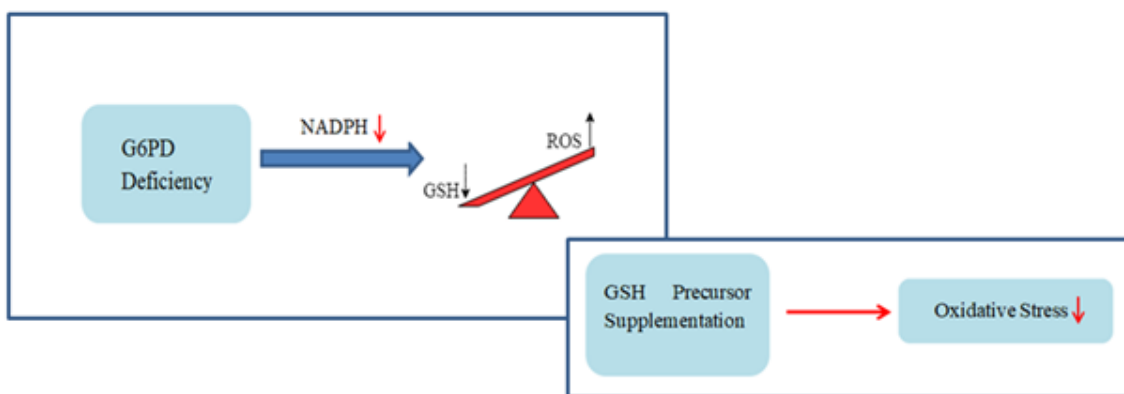 G6PD
Deficiency
NADPH
ROS
GSH
GSH Precursor
Supplementation
Oxidative Stress